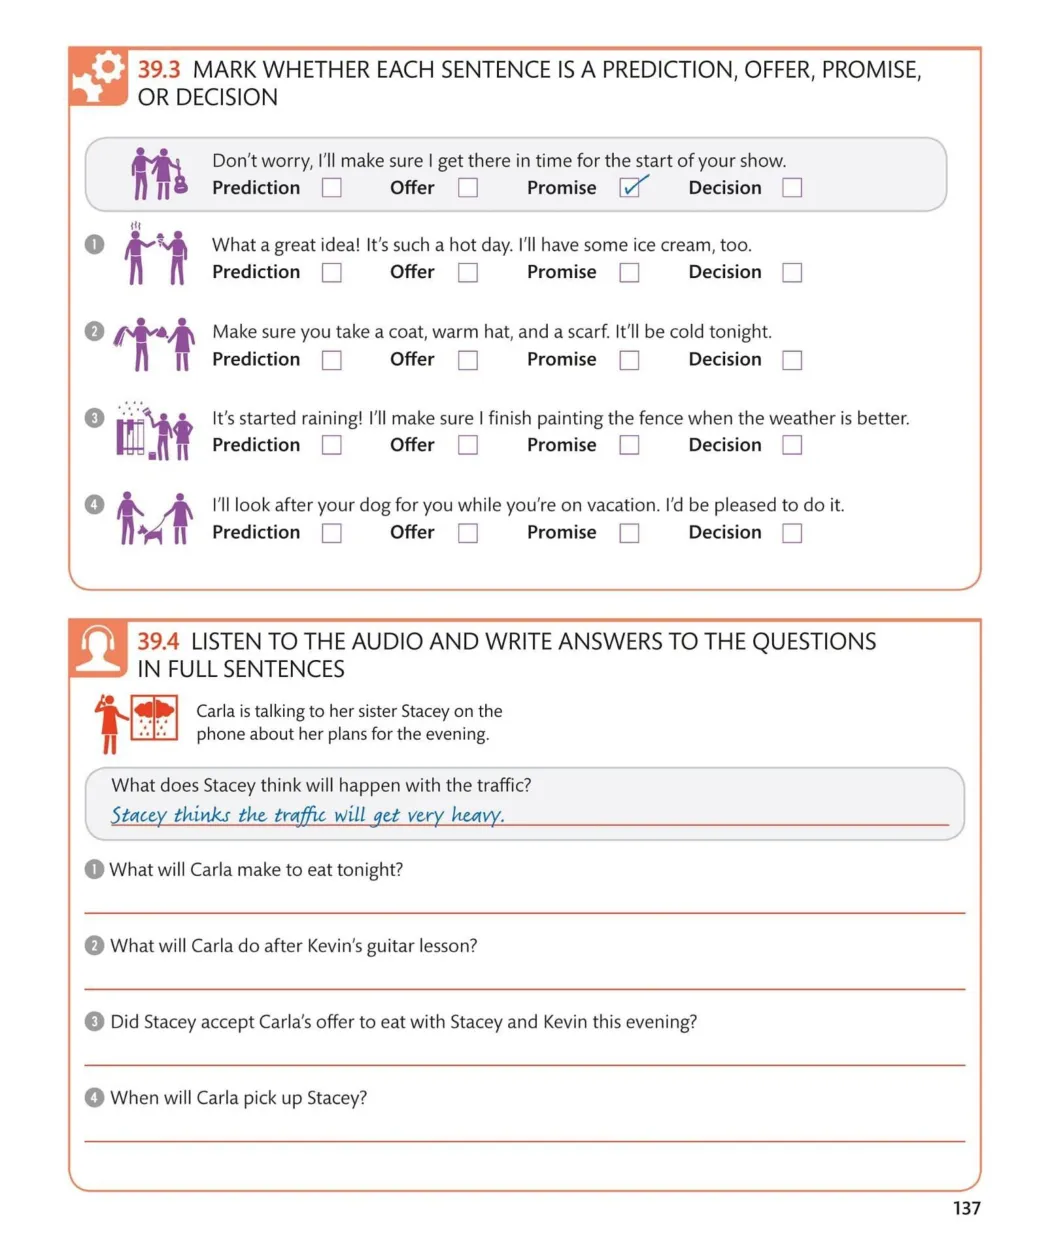 39.3 MARK WHETHER EACH SENTENCE IS A PREDICTION, OFFER, PROMISE,
OR DECISION
Don't worry, I'll make sure I get there in time for the start of your show.
Prediction Offer Promise Decision
1 What a great idea! It's such a hot day. I'll have some ice cream, too.
Prediction Offer Promise Decision
2 Make sure you take a coat, warm hat, and a scarf. It'll be cold tonight.
Prediction Offer Promise Decision
3 It's started raining! I'll make sure I finish painting the fence when the weather is better.
Prediction Offer Promise Decision
4 I'll look after your dog for you while you're on vacation. I'd be pleased to do it.
Prediction Offer Promise Decision
39.4 LISTEN TO THE AUDIO AND WRITE ANSWERS TO THE QUESTIONS
IN FULL SENTENCES
Carla is talking to her sister Stacey on the
phone about her plans for the evening.
What does Stacey think will happen with the traffic?
Stacey thinks the traffic will get very heavy.
1 What will Carla make to eat tonight?
2 What will Carla do after Kevin's guitar lesson?
3 Did Stacey accept Carla's offer to eat with Stacey and Kevin this evening?
4 When will Carla pick up Stacey?
137